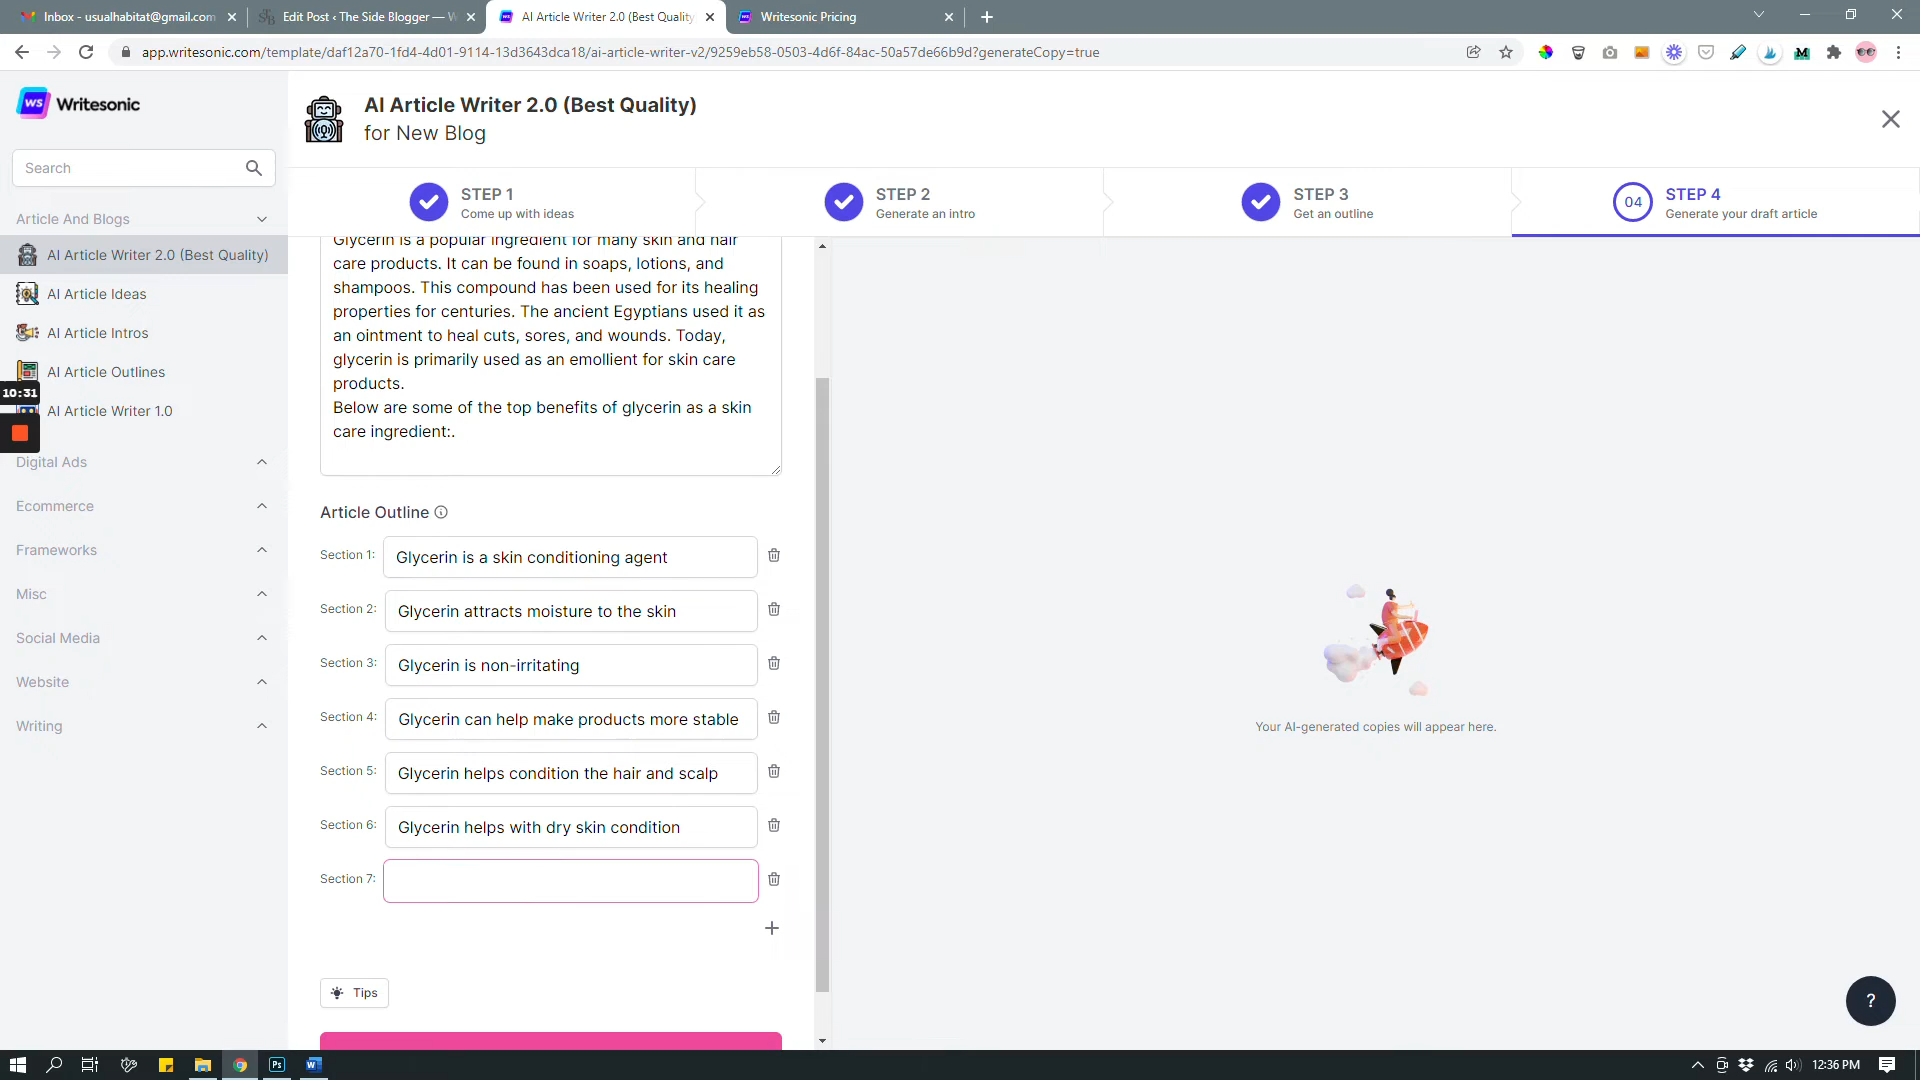 Inbox - usualhabitat@gmail.com
Edit Post ‹ The Side Blogger — W
AI Article Writer 2.0 (Best Quality)
Writesonic Pricing
app.writesonic.com/template/daf12a70-1fd4-4d01-9114-13d3643dca18/ai-article-writer-v2/9259eb58-0503-4d6f-84ac-50a57de66b9d?generateCopy=true
WS Writesonic
AI Article Writer 2.0 (Best Quality)
for New Blog
Search
STEP 1
Come up with ideas
STEP 2
Generate an intro
STEP 3
Get an outline
04
STEP 4
Generate your draft article
Article And Blogs
AI Article Writer 2.0 (Best Quality)
AI Article Ideas
AI Article Intros
AI Article Outlines
10:31
AI Article Writer 1.0
Digital Ads
Ecommerce
Frameworks
Misc
Social Media
Website
Writing
Glycerin is a popular ingredient for many skin and hair
care products. It can be found in soaps, lotions, and
shampoos. This compound has been used for its healing
properties for centuries. The ancient Egyptians used it as
an ointment to heal cuts, sores, and wounds. Today,
glycerin is primarily used as an emollient for skin care
products.
Below are some of the top benefits of glycerin as a skin
care ingredient:.
Article Outline
Section 1: Glycerin is a skin conditioning agent
Section 2: Glycerin attracts moisture to the skin
Section 3: Glycerin is non-irritating
Section 4: Glycerin can help make products more stable
Section 5: Glycerin helps condition the hair and scalp
Section 6: Glycerin helps with dry skin condition
Section 7:
Tips
Your AI-generated copies will appear here.
?
Ps
W
12:36 PM